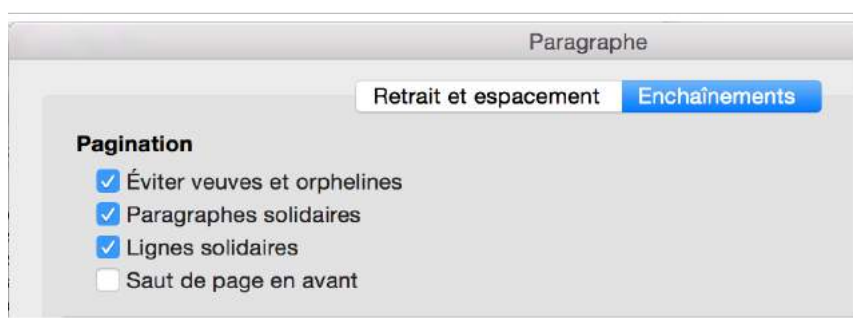 Paragraphe
Retrait et espacement Enchaînements
Pagination
Éviter veuves et orphelines
Paragraphes solidaires
Lignes solidaires
Saut de page en avant